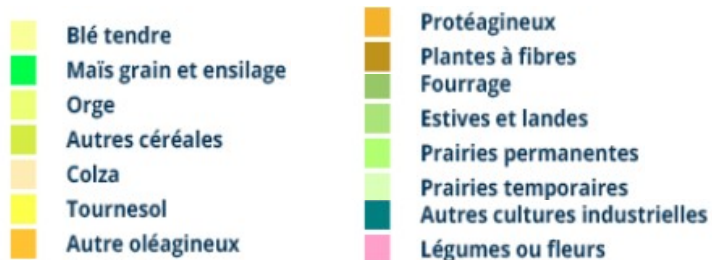 Blé tendre
Maïs grain et ensilage
Orge
Autres céréales
Colza
Tournesol
Autre oléagineux
Protéagineux
Plantes à fibres
Fourrage
Estives et landes
Prairies permanentes
Prairies temporaires
Autres cultures industrielles
Légumes ou fleurs